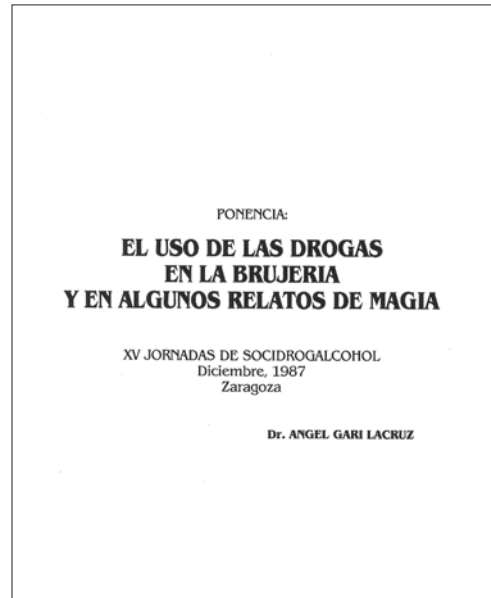 PONENCIA:
EL USO DE LAS DROGAS
EN LA BRUJERIA
Y EN ALGUNOS RELATOS DE MAGIA
XV JORNADAS DE SOCIDROGALCOHOL
Diciembre, 1987
Zaragoza
Dr. ANGEL GARI LACRUZ